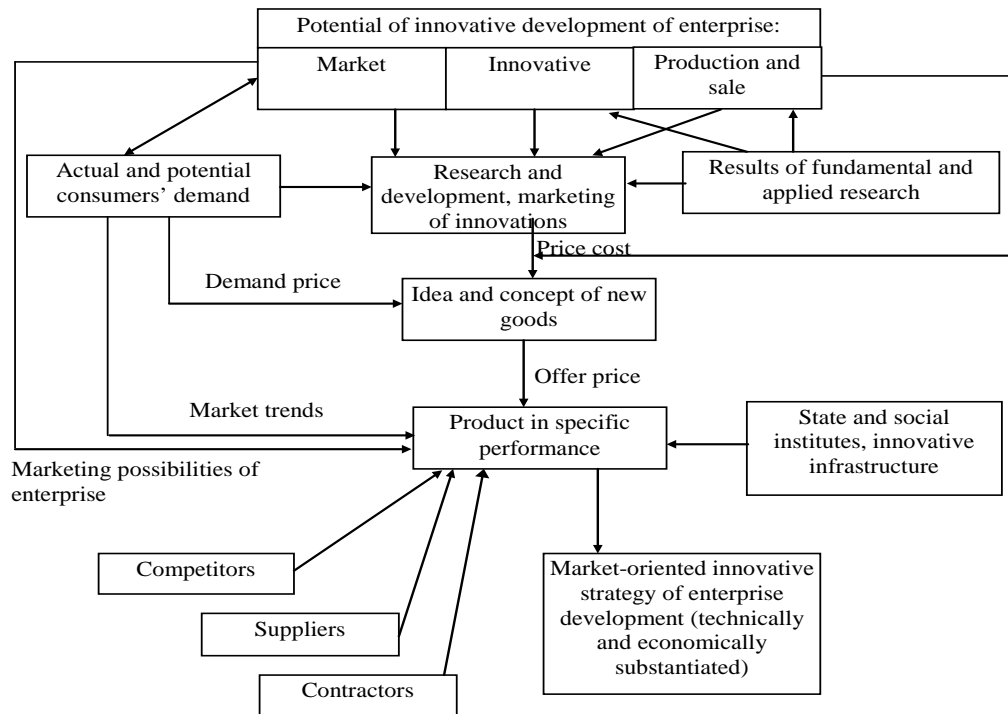 Potential of innovative development of enterprise:
Market
Innovative
Production and
sale
Actual and potential
consumers’ demand
Research and
development, marketing
of innovations
Results of fundamental and
applied research
Price cost
Demand price
Idea and concept of new
goods
Offer price
Market trends
Product in specific
performance
State and social
institutes, innovative
infrastructure
Marketing possibilities of
enterprise
Competitors
Suppliers
Contractors
Market-oriented innovative
strategy of enterprise
development (technically
and economically
substantiated)